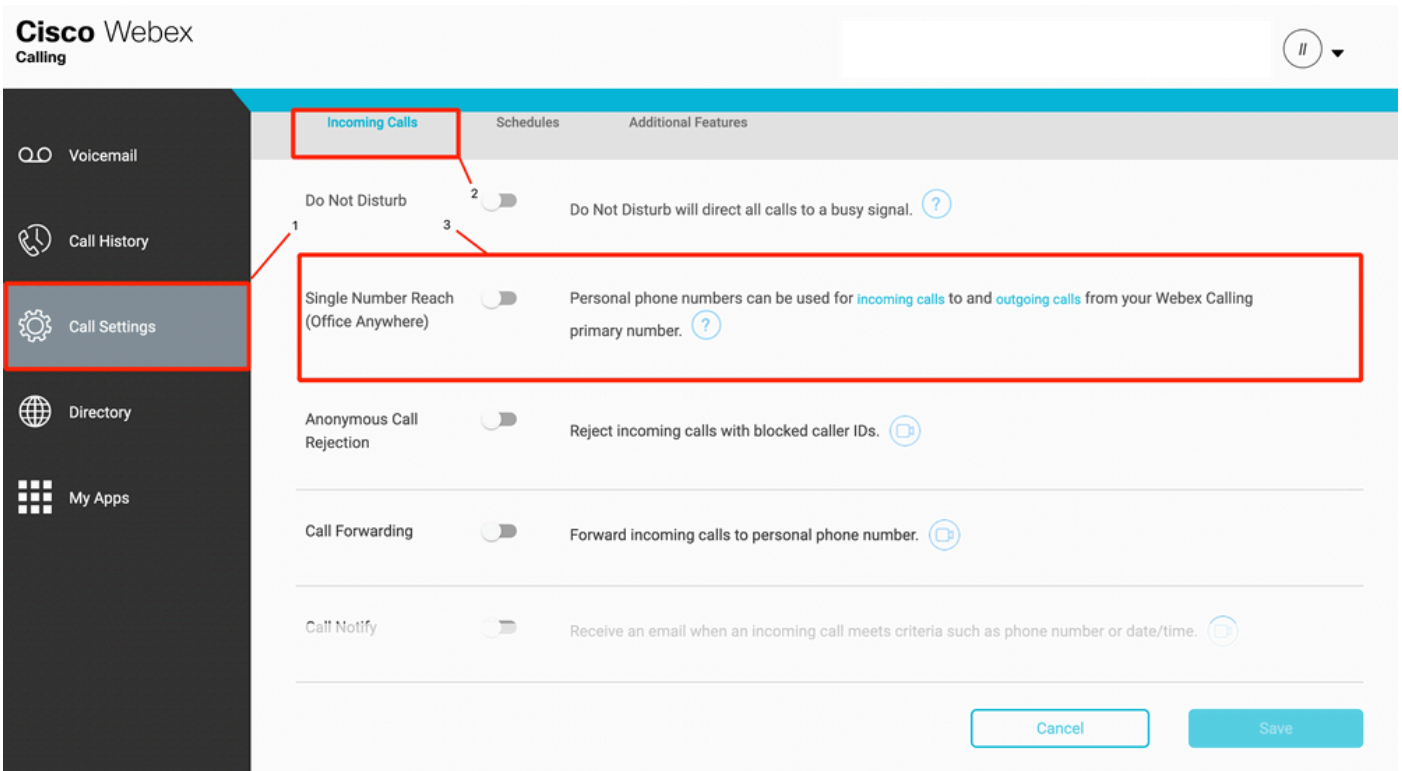 Cisco Webex
Calling
//
Incoming Calls
Schedules
Additional Features
Voicemail
Call History
Call Settings
Directory
My Apps
1
2
3
Do Not Disturb
Do Not Disturb will direct all calls to a busy signal. ?
Single Number Reach
(Office Anywhere)
Personal phone numbers can be used for incoming calls to and outgoing calls from your Webex Calling
primary number. ?
Anonymous Call
Rejection
Reject incoming calls with blocked caller IDs.
Call Forwarding
Forward incoming calls to personal phone number.
Call Notify
Receive an email when an incoming call meets criteria such as phone number or date/time.
Cancel
Save